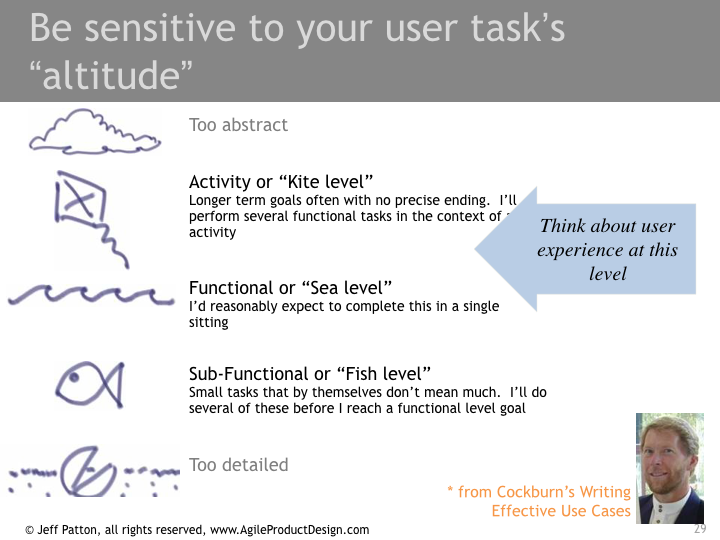 Be sensitive to your user task’s
“altitude”
Too abstract
Activity or “Kite level”
Longer term goals often with no precise ending. I’ll
perform several functional tasks in the context of
activity
Think about user
experience at this
level
Functional or “Sea level”
I’d reasonably expect to complete this in a single
sitting
Sub-Functional or “Fish level”
Small tasks that by themselves don’t mean much. I’ll do
several of these before I reach a functional level goal
Too detailed
* from Cockburn’s Writing
Effective Use Cases
© Jeff Patton, all rights reserved, www.AgileProductDesign.com
29